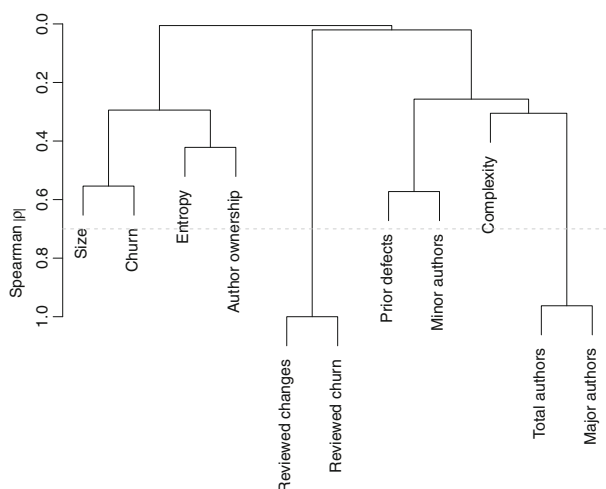 Spearman |ρ|
0.0
0.2
0.4
0.6
0.8
1.0
Size
Churn
Entropy
Author ownership
Reviewed changes
Reviewed churn
Prior defects
Minor authors
Complexity
Total authors
Major authors